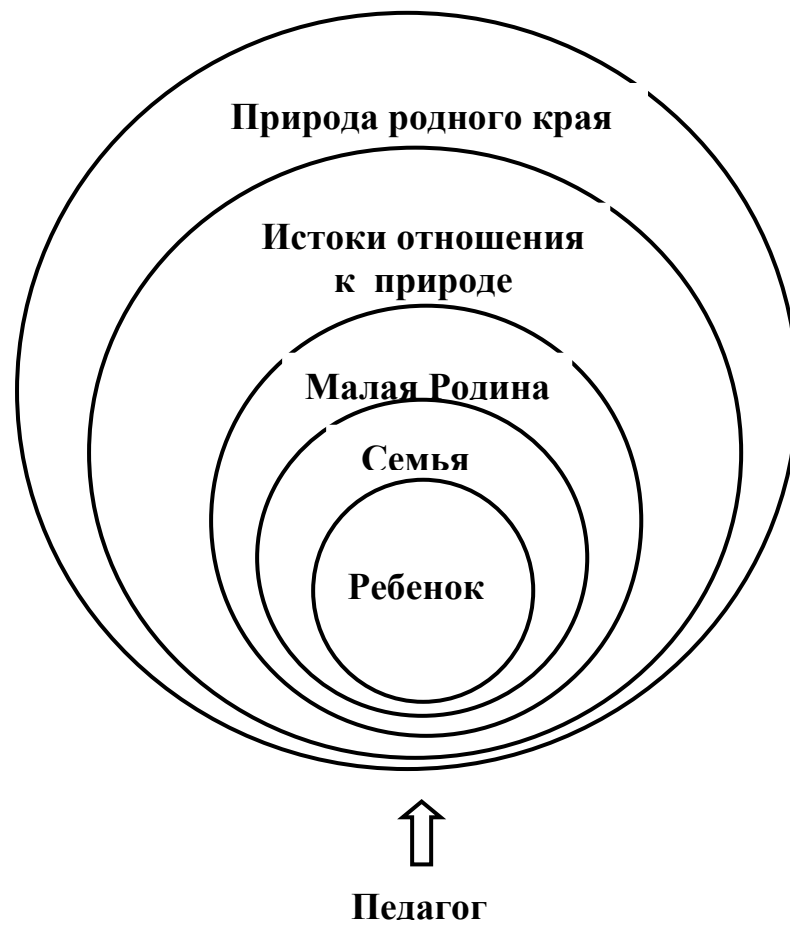 Природа родного края
Истоки отношения
к природе
Малая Родина
Семья
Ребенок
Педагог